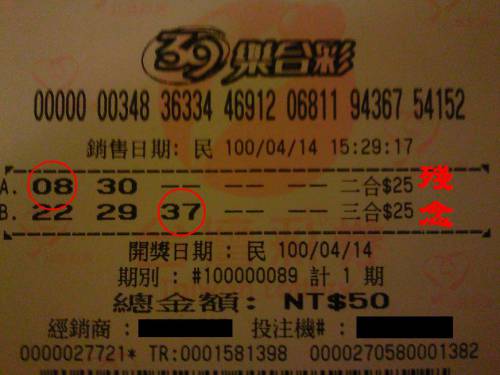 39樂合彩
00000 00348 36334 46912 06811 94367 54152
銷售日期: 民 100/04/14 15:29:17
A. 08 30 -- -- -- 二合$25 殘
B. 22 29 37 -- -- 三合$25 念
開獎日期 : 民 100/04/14
期別 : #100000089 計 1 期
總金額: NT$50
經銷商 : 投注機# :
0000027721* TR:0001581398 0000270580001382